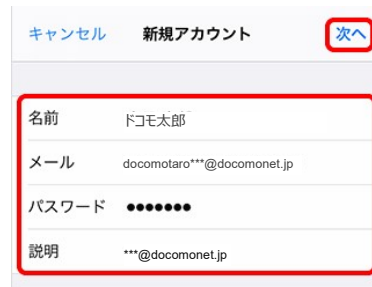 キャンセル 新規アカウント 次へ
名前 ドコモ太郎
メール docomotaro***@docomonet.jp
パスワード ●●●●●●●
説明 ***@docomonet.jp